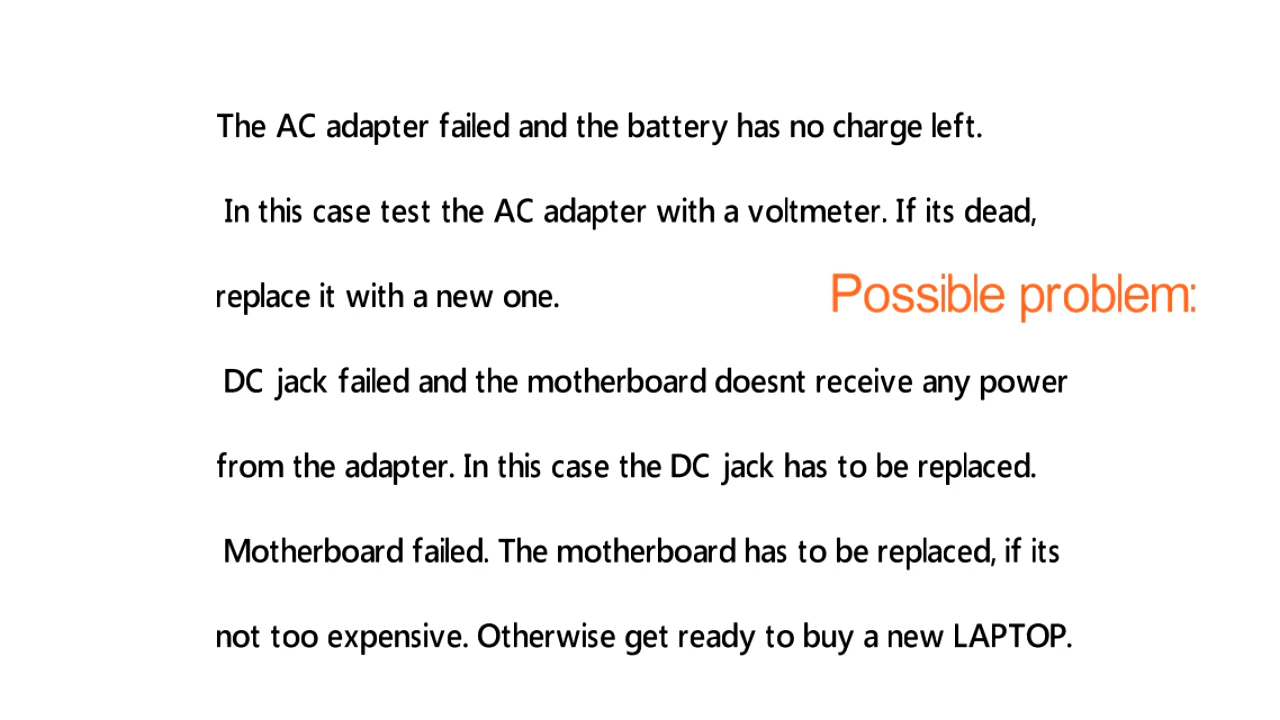 The AC adapter failed and the battery has no charge left.
In this case test the AC adapter with a voltmeter. If its dead,
replace it with a new one.
Possible problem:
DC jack failed and the motherboard doesnt receive any power
from the adapter. In this case the DC jack has to be replaced.
Motherboard failed. The motherboard has to be replaced, if its
not too expensive. Otherwise get ready to buy a new LAPTOP.